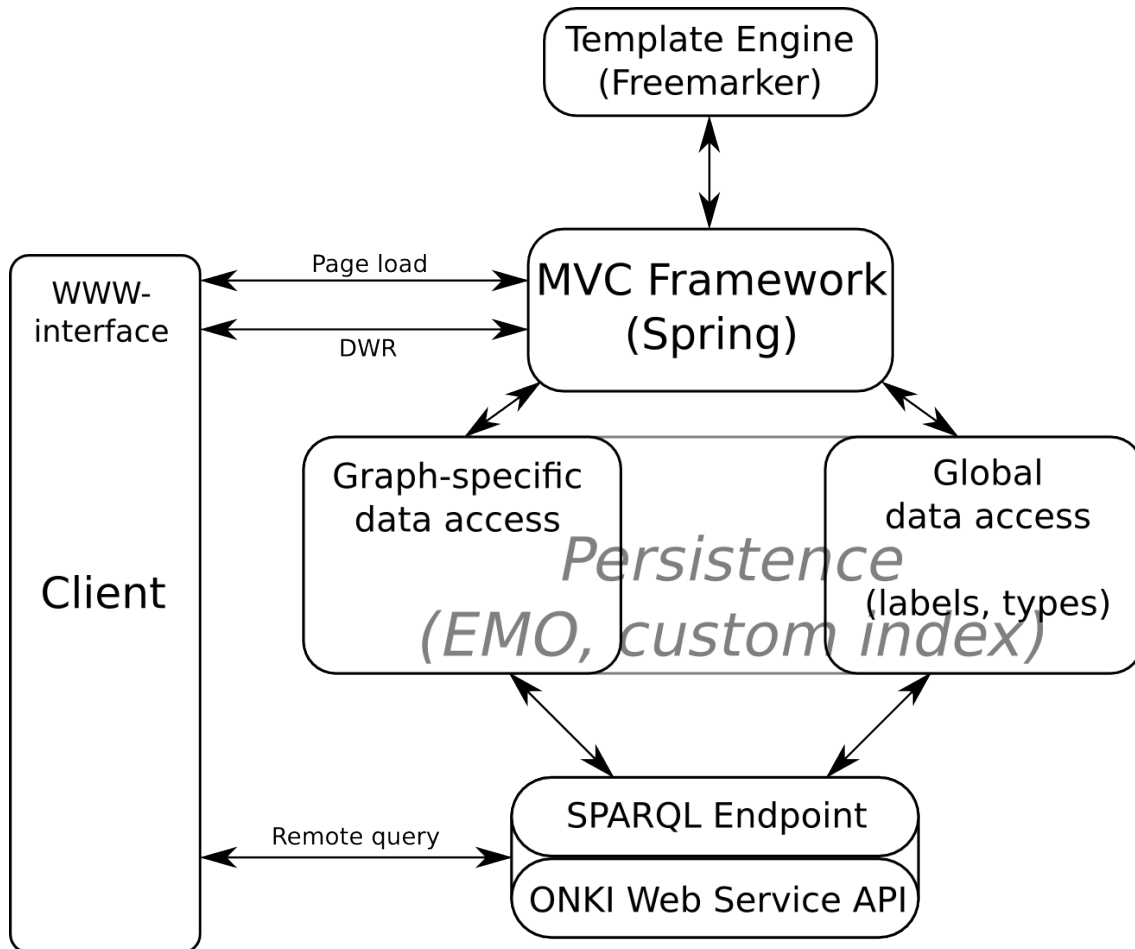 Template Engine
(Freemarker)
Page load
MVC Framework
(Spring)
WWW-
interface
DWR
Graph-specific
data access
Global
data access
Persistence
(labels, types)
(EMO, custom index)
Client
SPARQL Endpoint
Remote query
ONKI Web Service API